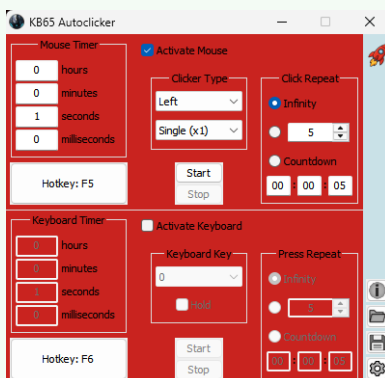 KB65 Autoclicker
Mouse Timer
0 hours
0 minutes
1 seconds
0 milliseconds
Hotkey: F5
Activate Mouse
Clicker Type
Left
Single (x1)
Start
Stop
Click Repeat
Infinity
5
Countdown
00 : 00 : 05
Keyboard Timer
0 hours
0 minutes
1 seconds
0 milliseconds
Hotkey: F6
Activate Keyboard
Keyboard Key
0
Hold
Start
Stop
Press Repeat
Infinity
5
Countdown
00 : 00 : 05